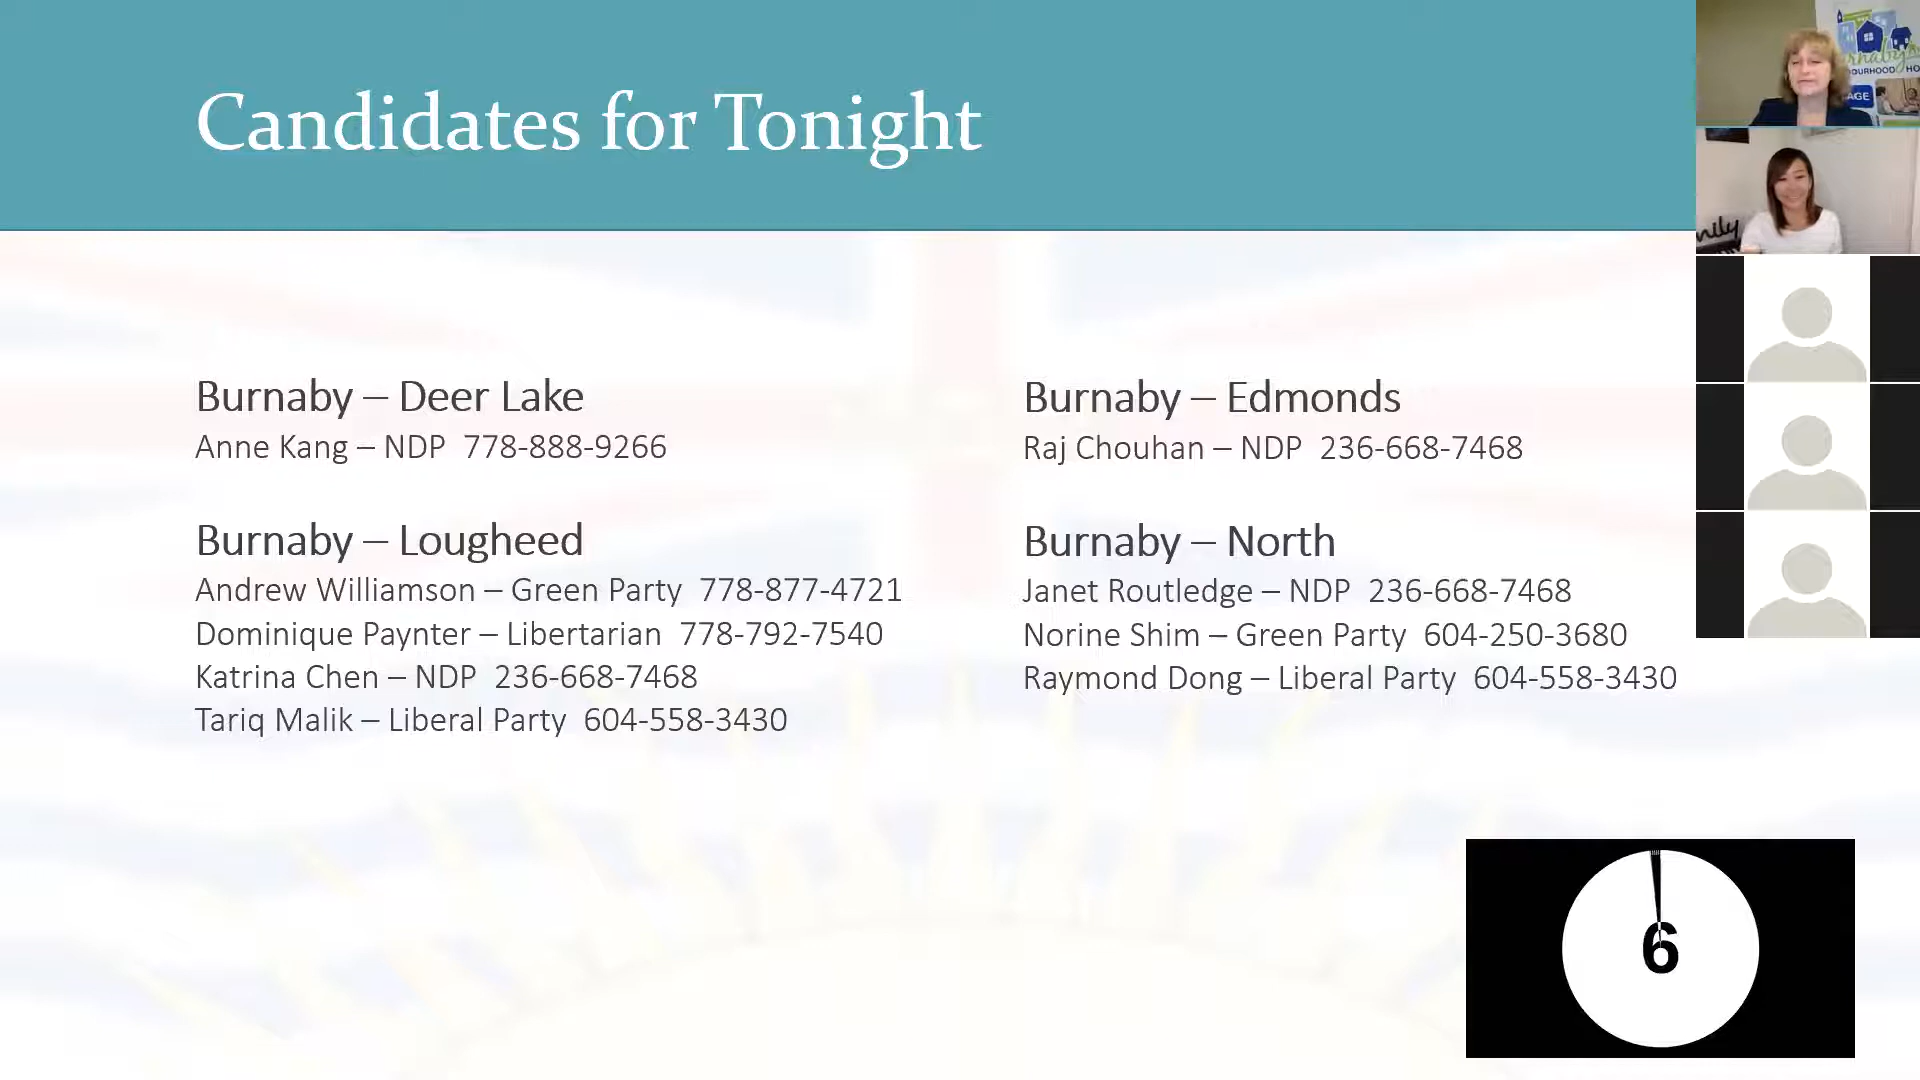 Candidates for Tonight
Burnaby – Deer Lake
Anne Kang – NDP 778-888-9266
Burnaby – Lougheed
Andrew Williamson – Green Party 778-877-4721
Dominique Paynter – Libertarian 778-792-7540
Katrina Chen – NDP 236-668-7468
Tariq Malik – Liberal Party 604-558-3430
Burnaby – Edmonds
Raj Chouhan – NDP 236-668-7468
Burnaby – North
Janet Routledge – NDP 236-668-7468
Norine Shim – Green Party 604-250-3680
Raymond Dong – Liberal Party 604-558-3430
6